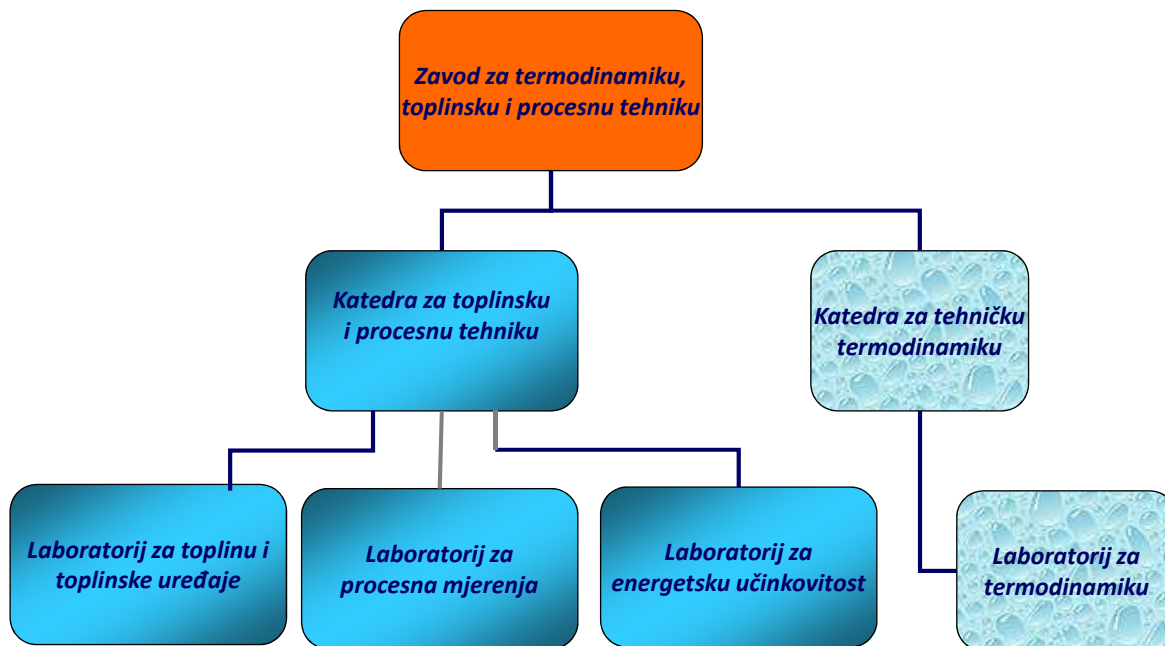 Zavod za termodinamiku,
toplinsku i procesnu tehniku
Katedra za toplinsku
i procesnu tehniku
Katedra za tehničku
termodinamiku
Laboratorij za toplinu i
toplinske uređaje
Laboratorij za
procesna mjerenja
Laboratorij za
energetsku učinkovitost
Laboratorij za
termodinamiku